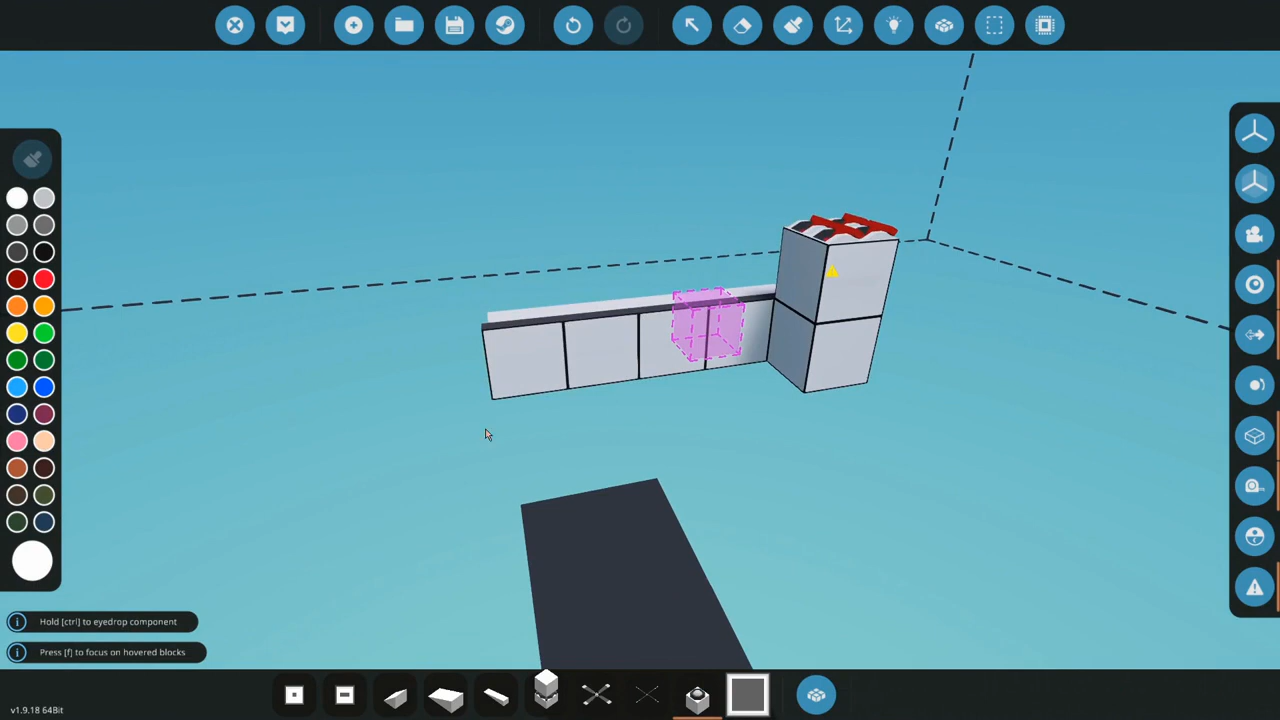 Hold [ctrl] to eyedrop component
Press [f] to focus on hovered blocks
v1.9.18 64Bit